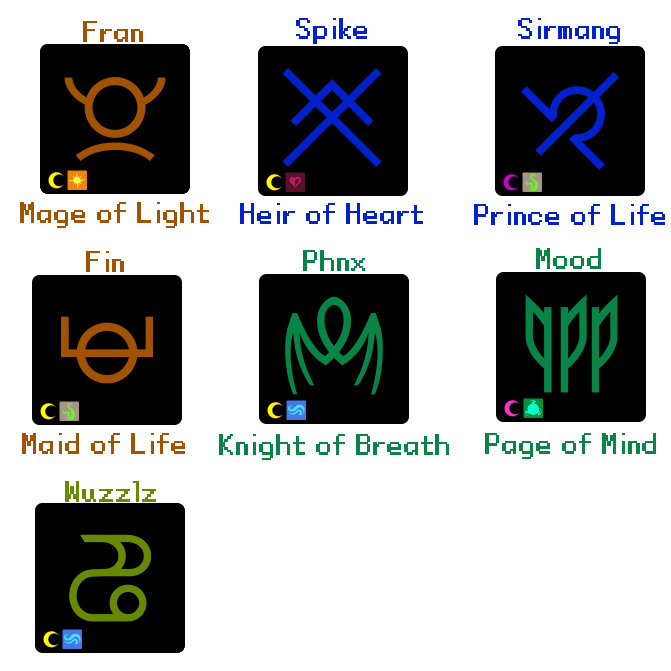 Fran
Spike
Sirmang
Mage of Light
Heir of Heart
Prince of Life
Fin
Phnx
Mood
Maid of Life
Knight of Breath
Page of Mind
Wuzzlz